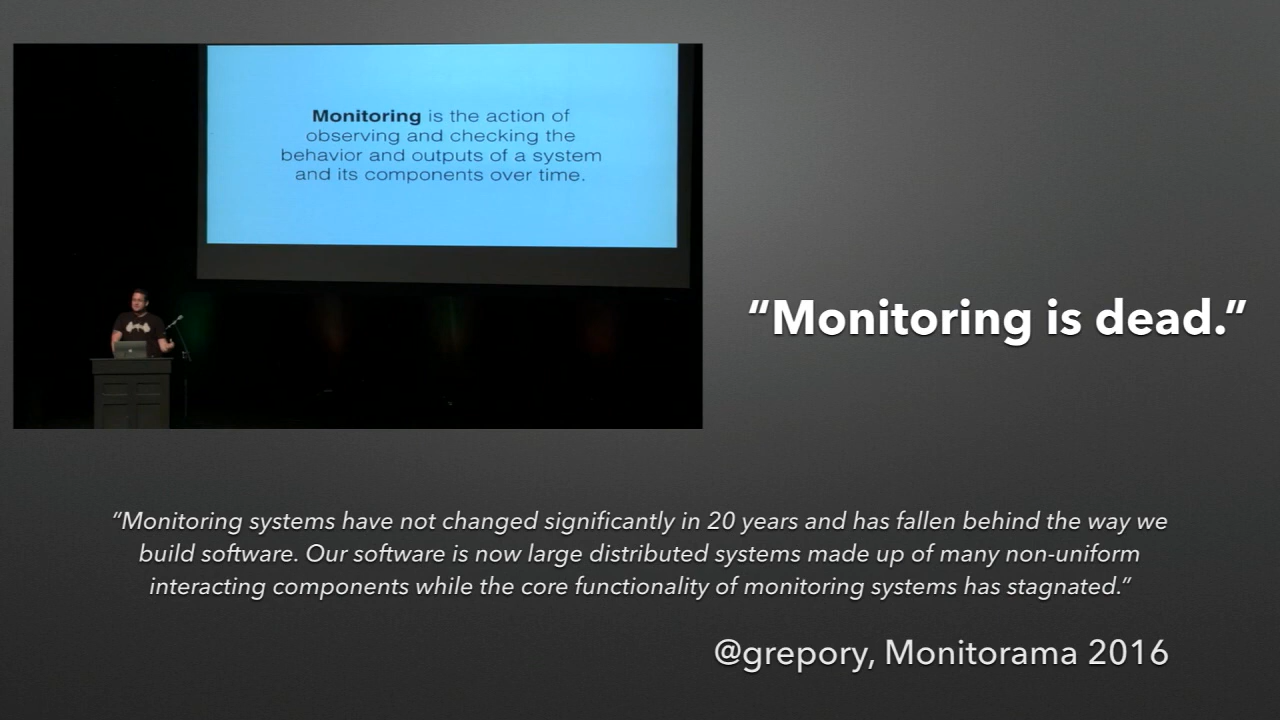 Monitoring is the action of
observing and checking the
behavior and outputs of a system
and its components over time.
“Monitoring is dead.”
“Monitoring systems have not changed significantly in 20 years and has fallen behind the way we
build software. Our software is now large distributed systems made up of many non-uniform
interacting components while the core functionality of monitoring systems has stagnated.”
@grepory, Monitorama 2016